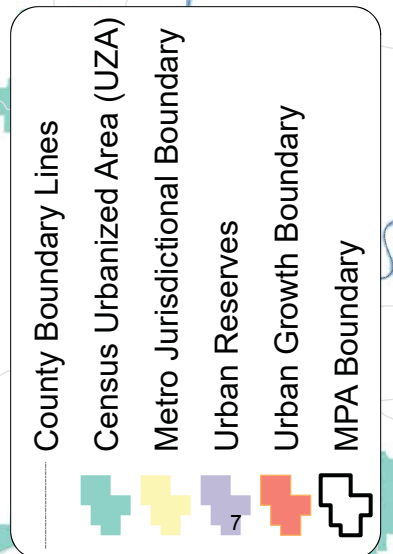 County Boundary Lines
Census Urbanized Area (UZA)
Metro Jurisdictional Boundary
Urban Reserves
Urban Growth Boundary
MPA Boundary
7